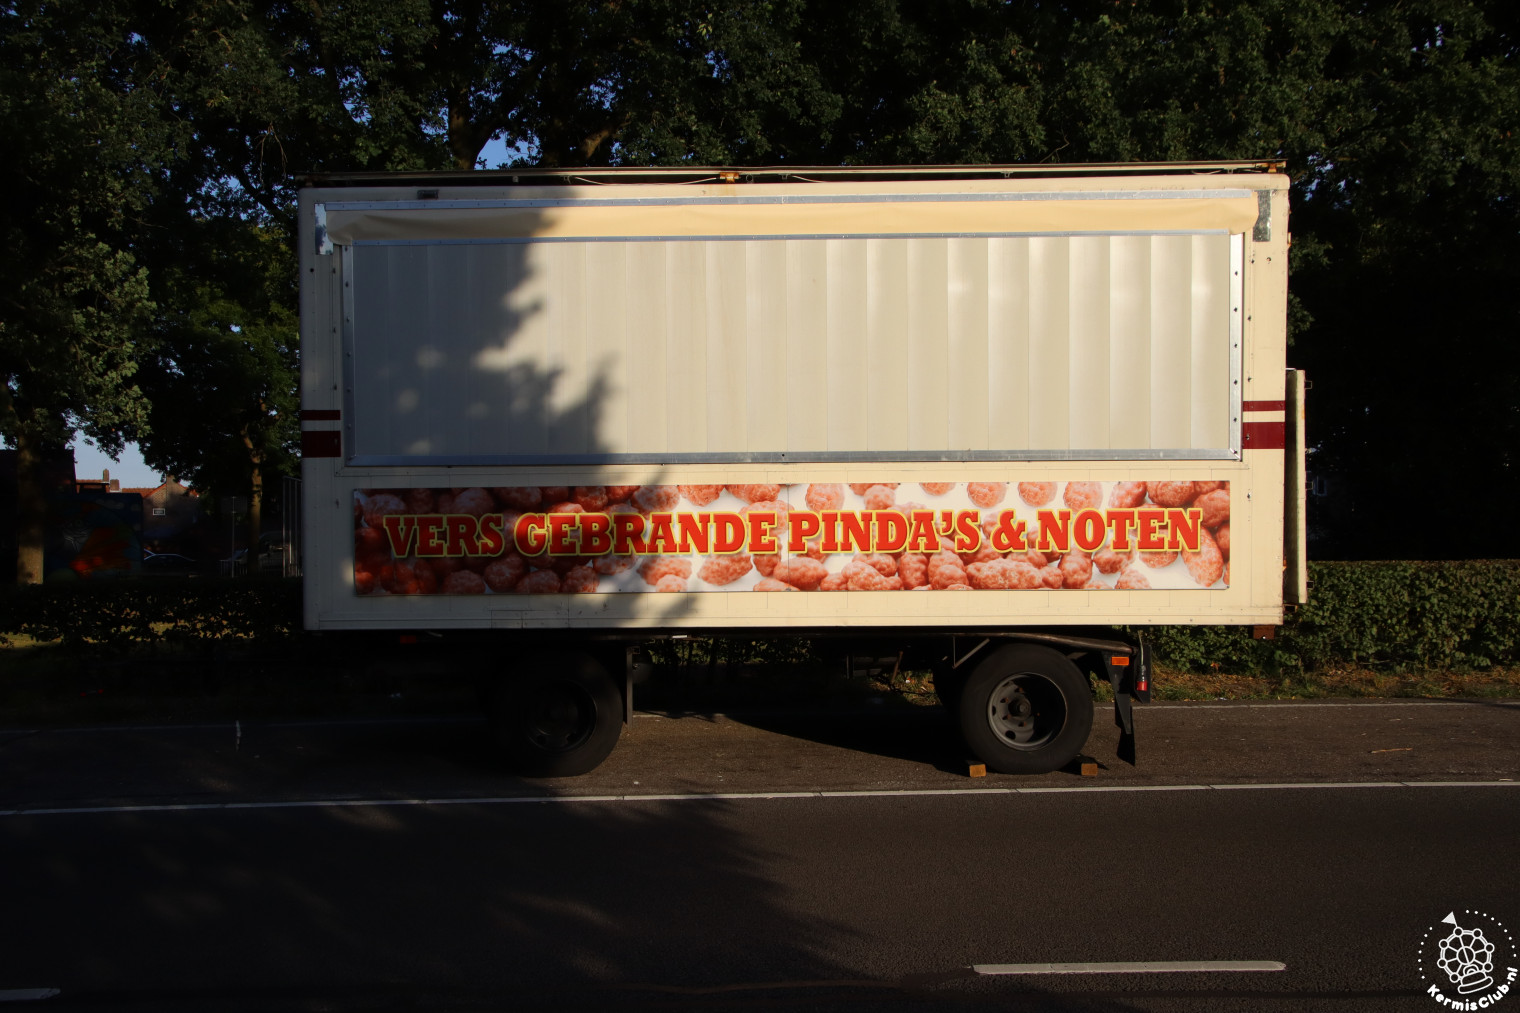 VERS GEBRANDE PINDA'S & NOTEN
KermisClub.nl